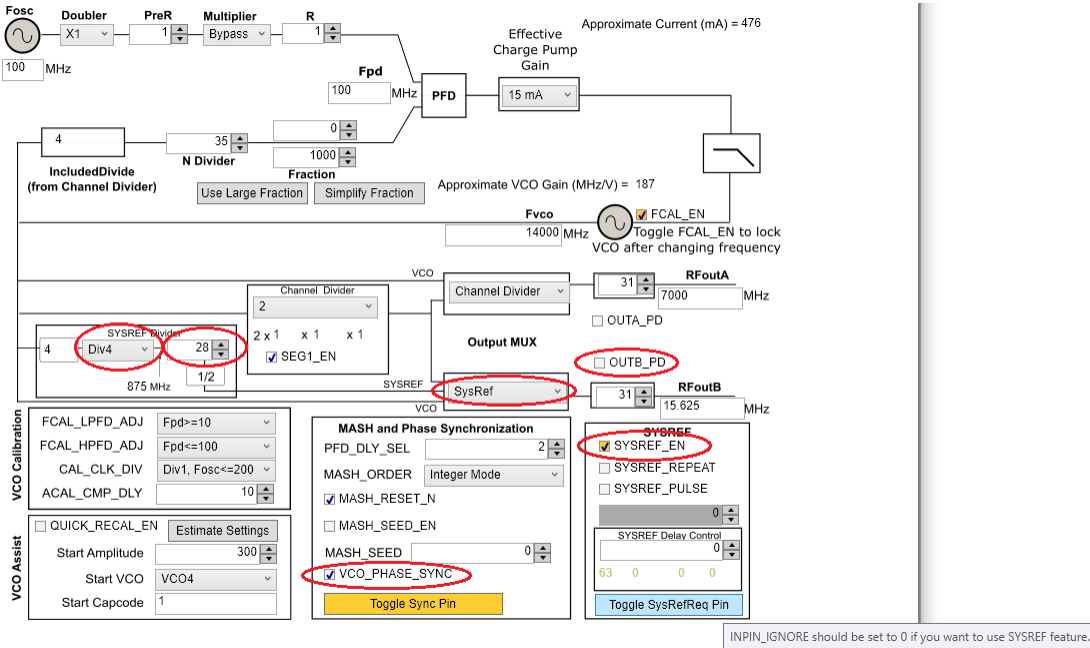 Fosc
Doubler
PreR
Multiplier
R
X1
1
Bypass
1
100
MHz
Approximate Current (mA) = 476
Effective
Charge Pump
Gain
15 mA
Fpd
100
MHz
PFD
4
IncludedDivide
(from Channel Divider)
35
N Divider
0
1000
Fraction
Use Large Fraction
Simplify Fraction
Approximate VCO Gain (MHz/V) = 187
Fvco
14000
MHz
FCAL_EN
Toggle FCAL_EN to lock
VCO after changing frequency
VCO
Channel Divider
31
RFoutA
7000
MHz
OUTA_PD
Channel Divider
2
2 x 1 x 1 x 1
SEG1_EN
Output MUX
SYSREF Divider
4
Div4
28
1/2
875 MHz
SYSREF
SysRef
VCO
OUTB_PD
31
RFoutB
15.625
MHz
VCO Calibration
FCAL_LPFD_ADJ
Fpd>=10
FCAL_HPFD_ADJ
Fpd<=100
CAL_CLK_DIV
Div1, Fosc<=200
ACAL_CMP_DLY
10
VCO Assist
QUICK_RECAL_EN
Estimate Settings
Start Amplitude
300
Start VCO
VCO4
Start Capcode
1
MASH and Phase Synchronization
PFD_DLY_SEL
2
MASH_ORDER
Integer Mode
MASH_RESET_N
MASH_SEED_EN
MASH_SEED
0
VCO_PHASE_SYNC
Toggle Sync Pin
SYSREF
SYSREF_EN
SYSREF_REPEAT
SYSREF_PULSE
0
SYSREF Delay Control
0
63 0 0 0
Toggle SysRefReq Pin
INPIN_IGNORE should be set to 0 if you want to use SYSREF feature.